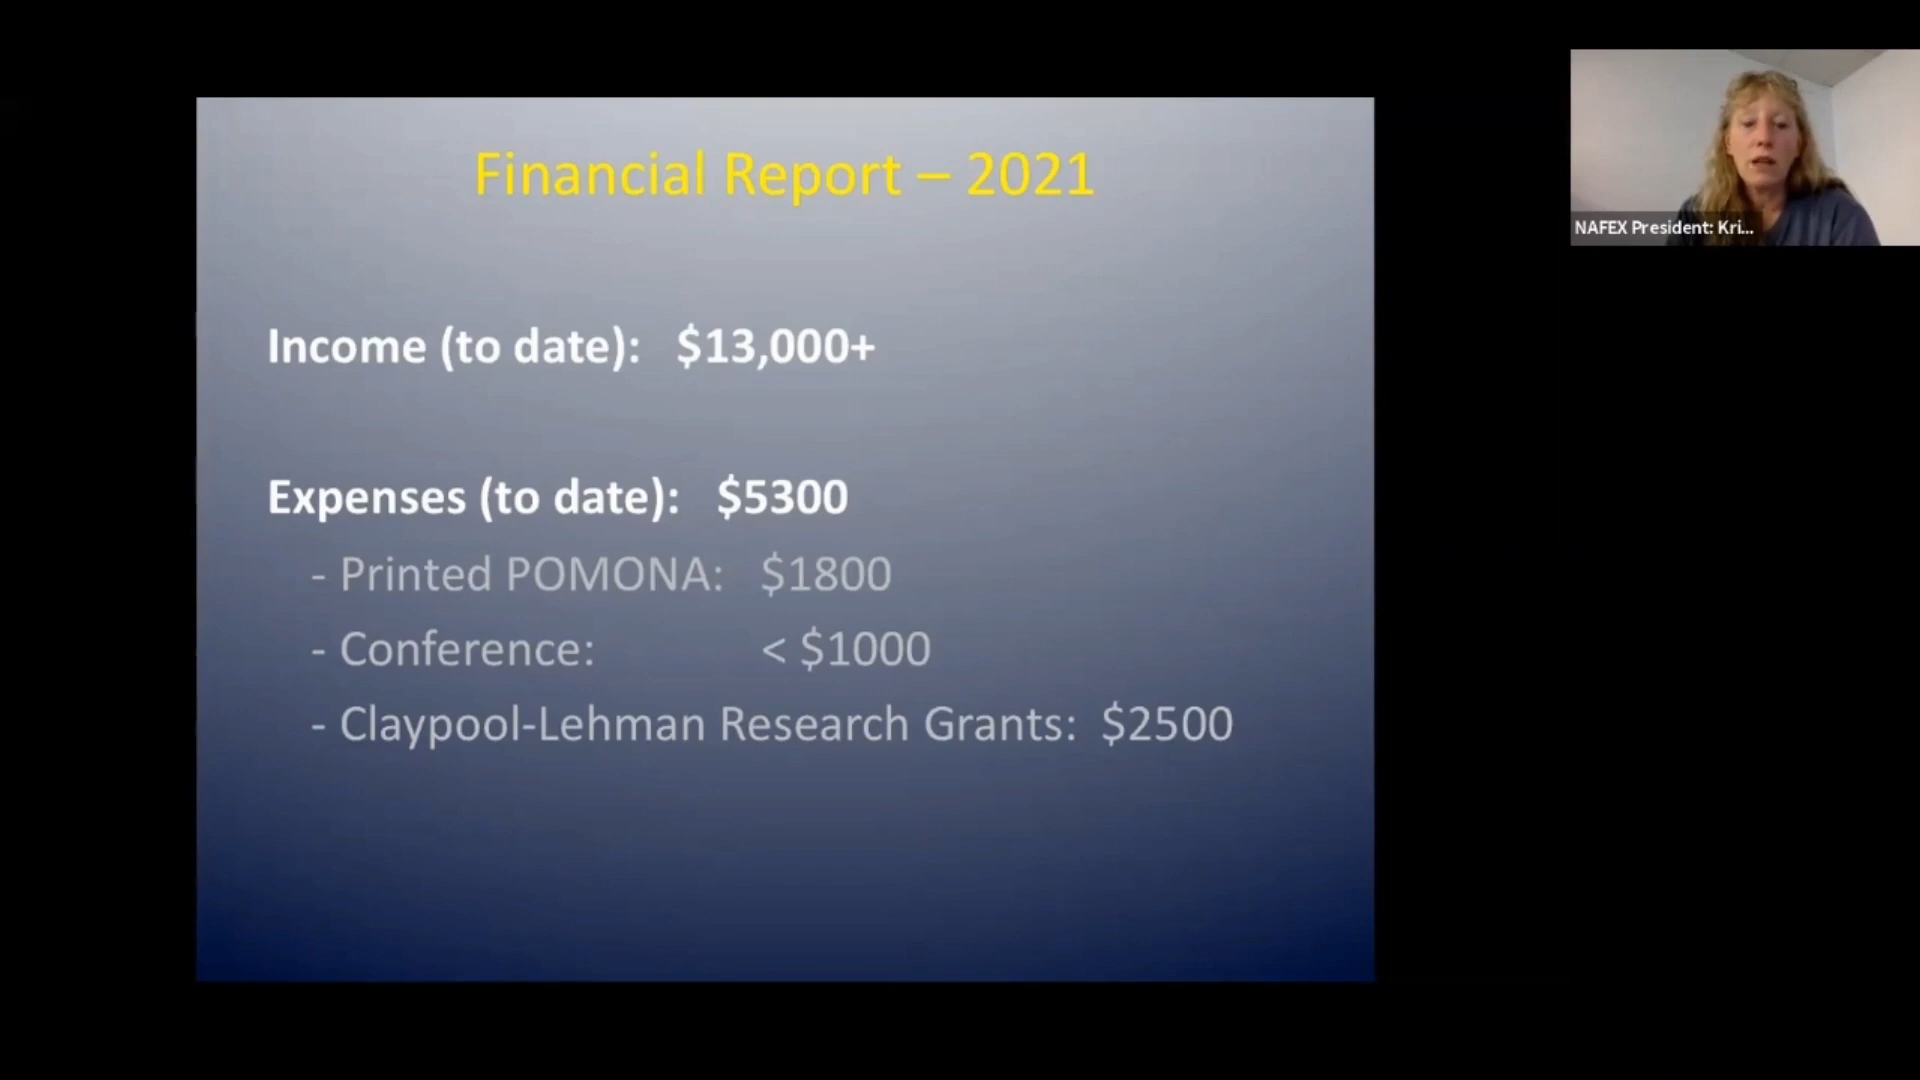 Financial Report – 2021
NAFEX President: Kri...
Income (to date): $13,000+
Expenses (to date): $5300
- Printed POMONA: $1800
- Conference: < $1000
- Claypool-Lehman Research Grants: $2500